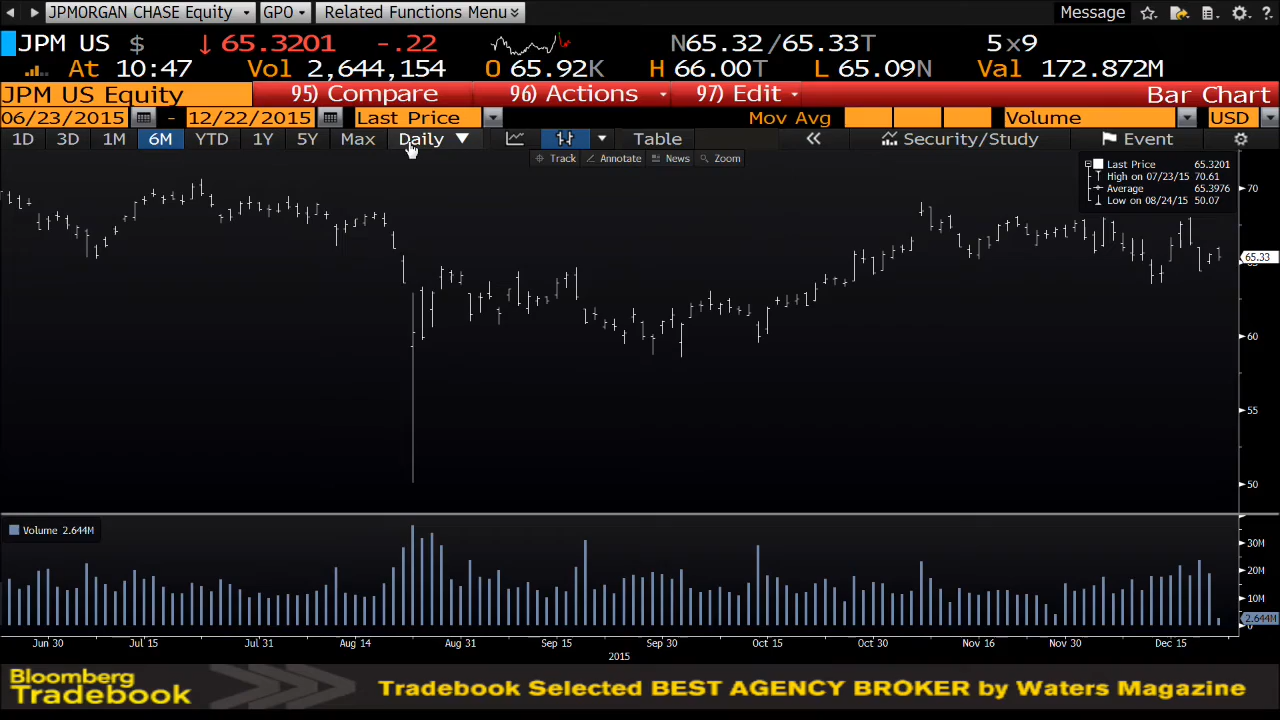 JPMORGAN CHASE Equity GPO Related Functions Menu Message ?
JPM US $ ↓ 65.3201 -.22 N65.32 / 65.33T 5x9
At 10:47 Vol 2,644,154 O 65.92K H 66.00T L 65.09N Val 172.872M
JPM US Equity 95) Compare 96) Actions 97) Edit Bar Chart
06/23/2015 - 12/22/2015 Last Price Mov Avg Volume USD
1D 3D 1M 6M YTD 1Y 5Y Max Daily ▼ Table « Security/Study Event
Track Annotate News Zoom
Last Price 65.3201
High on 07/23/15 70.61
Average 65.3976
Low on 08/24/15 50.07
70
65.33
60
55
50
Volume 2.644M
30M
20M
10M
2.644M
Jun 30 Jul 15 Jul 31 Aug 14 Aug 31 Sep 15 Sep 30 Oct 15 Oct 30 Nov 16 Nov 30 Dec 15
2015
Bloomberg
Tradebook
Tradebook Selected BEST AGENCY BROKER by Waters Magazine